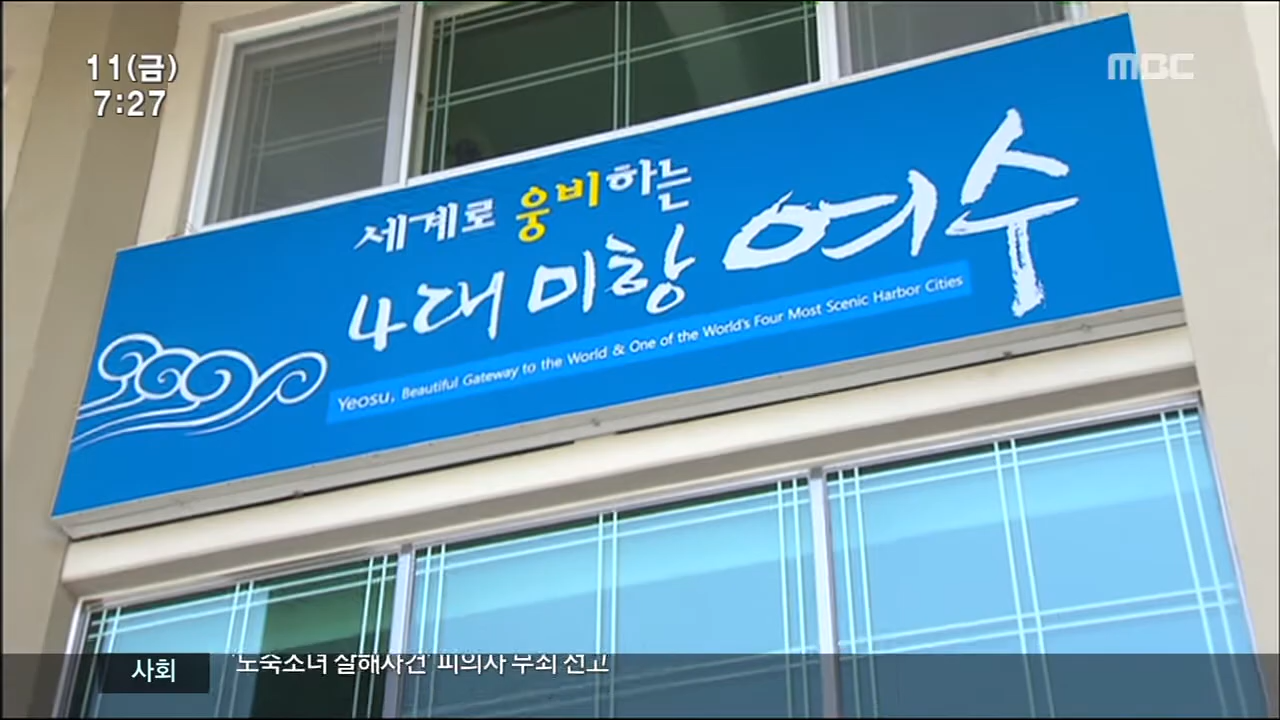 11(금)
7:27
MBC
세계로 웅비하는
4대 미항 여수
Yeosu, Beautiful Gateway to the World & One of the World's Four Most Scenic Harbor Cities
사회
'노숙소녀 살해사건' 피의사 무죄 선고